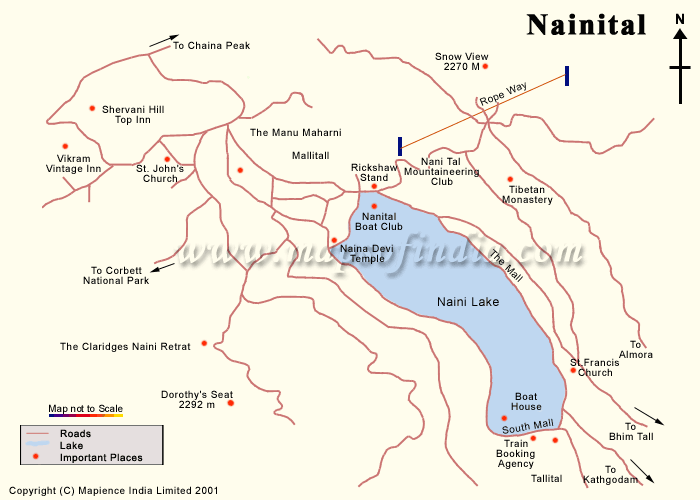 Nainital
N
To Chaina Peak
Snow View
2270 M
Rope Way
Shervani Hill
Top Inn
The Manu Maharni
Mallitall
Vikram
Vintage Inn
St. John's
Church
Rickshaw
Stand
Nani Tal
Mountaineering
Club
Tibetan
Monastery
Nanital
Boat Club
Naina Devi
Temple
www.mapsofindia.com
The Mall
To Corbett
National Park
Naini Lake
The Claridges Naini Retrat
To
Almora
St.Francis
Church
Dorothy's Seat
2292 m
Boat
House
Map not to Scale
South Mall
To
Bhim Tall
Roads
Lake
Important Places
Train
Booking
Agency
Tallital
To
Kathgodam
Copyright (C) Mapience India Limited 2001